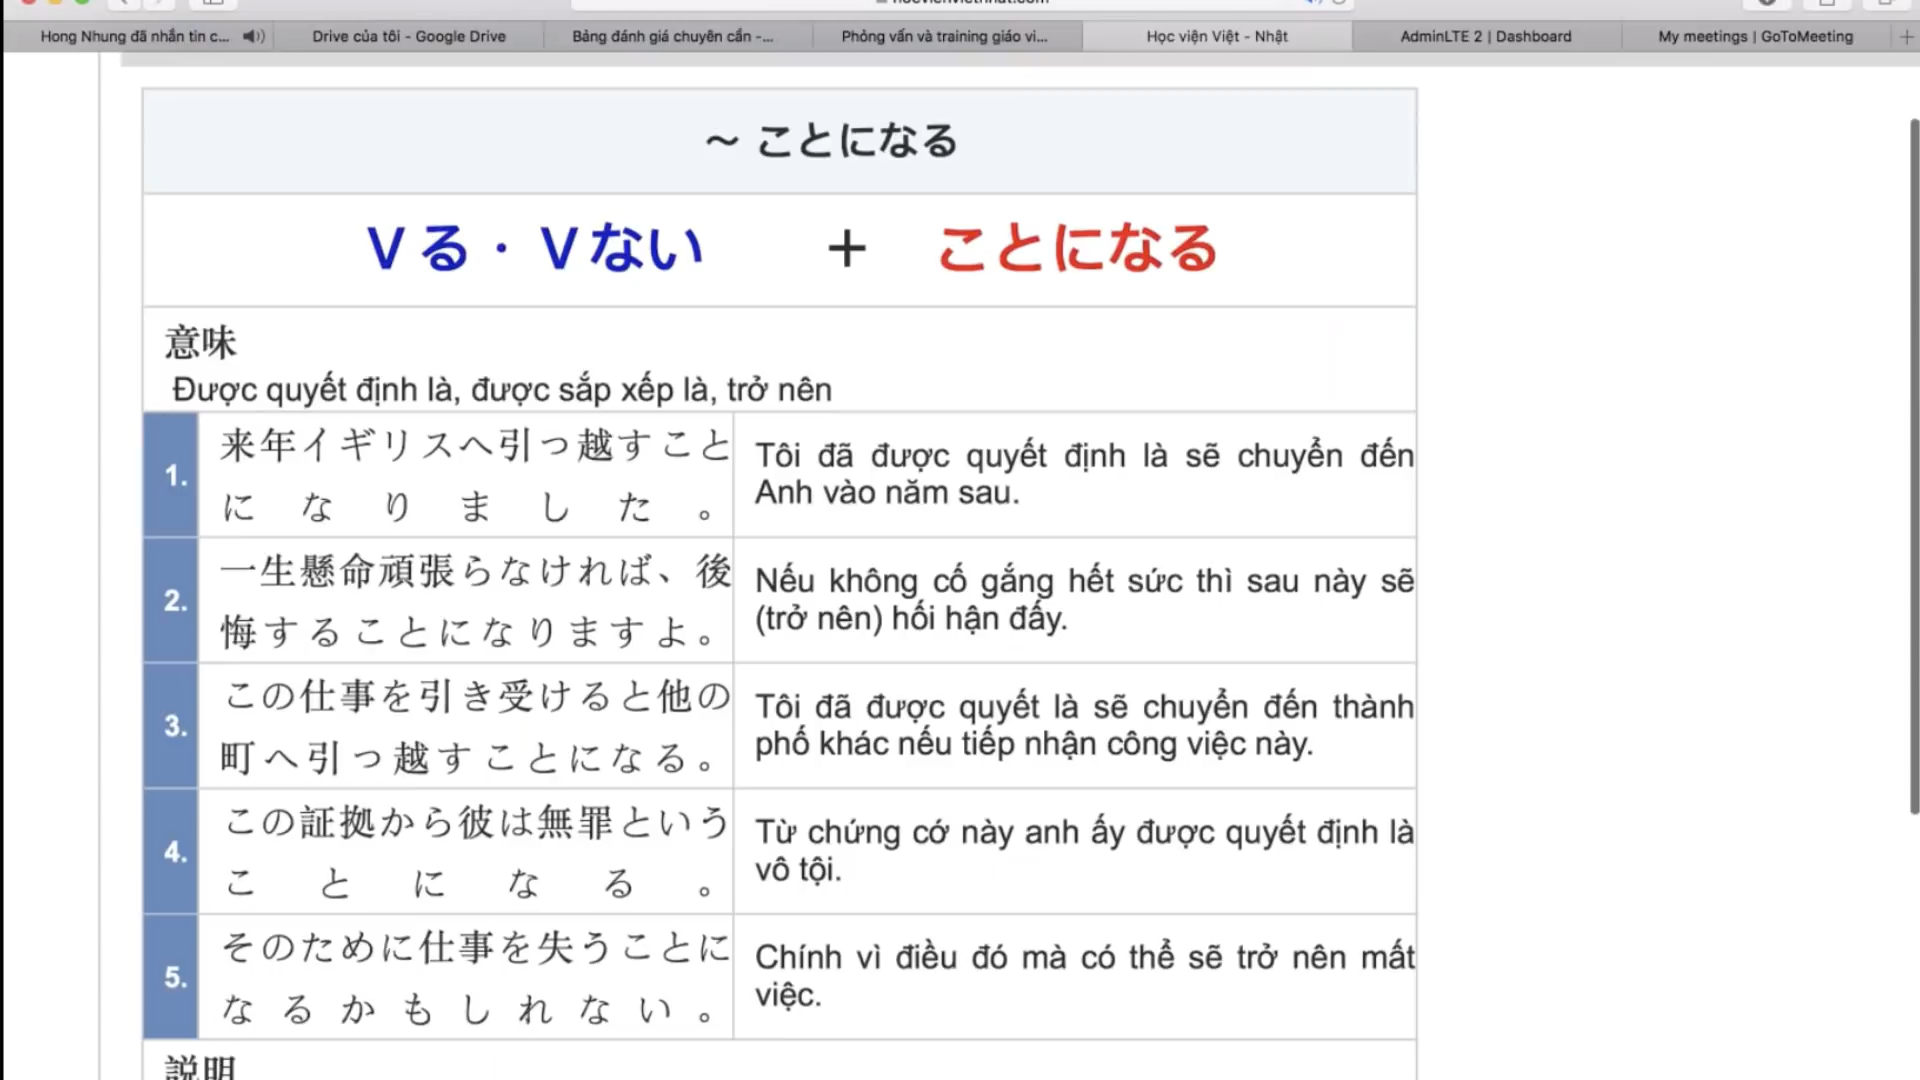 Hong Nhung đã nhắn tin c...
Drive của tôi - Google Drive
Bảng đánh giá chuyên cần -...
Phỏng vấn và training giáo vi...
Học viện Việt - Nhật
AdminLTE 2 | Dashboard
My meetings | GoToMeeting
～ ことになる
Vる・Vない + ことになる
意味
Được quyết định là, được sắp xếp là, trở nên
1.
来年イギリスへ引っ越すこと
になりました。
Tôi đã được quyết định là sẽ chuyển đến
Anh vào năm sau.
2.
一生懸命頑張らなければ、後
悔することになりますよ。
Nếu không cố gắng hết sức thì sau này sẽ
(trở nên) hối hận đấy.
3.
この仕事を引き受けると他の
町へ引っ越すことになる。
Tôi đã được quyết là sẽ chuyển đến thành
phố khác nếu tiếp nhận công việc này.
4.
この証拠から彼は無罪という
ことになる。
Từ chứng cớ này anh ấy được quyết định là
vô tội.
5.
そのために仕事を失うことに
なるかもしれない。
Chính vì điều đó mà có thể sẽ trở nên mất
việc.
説明